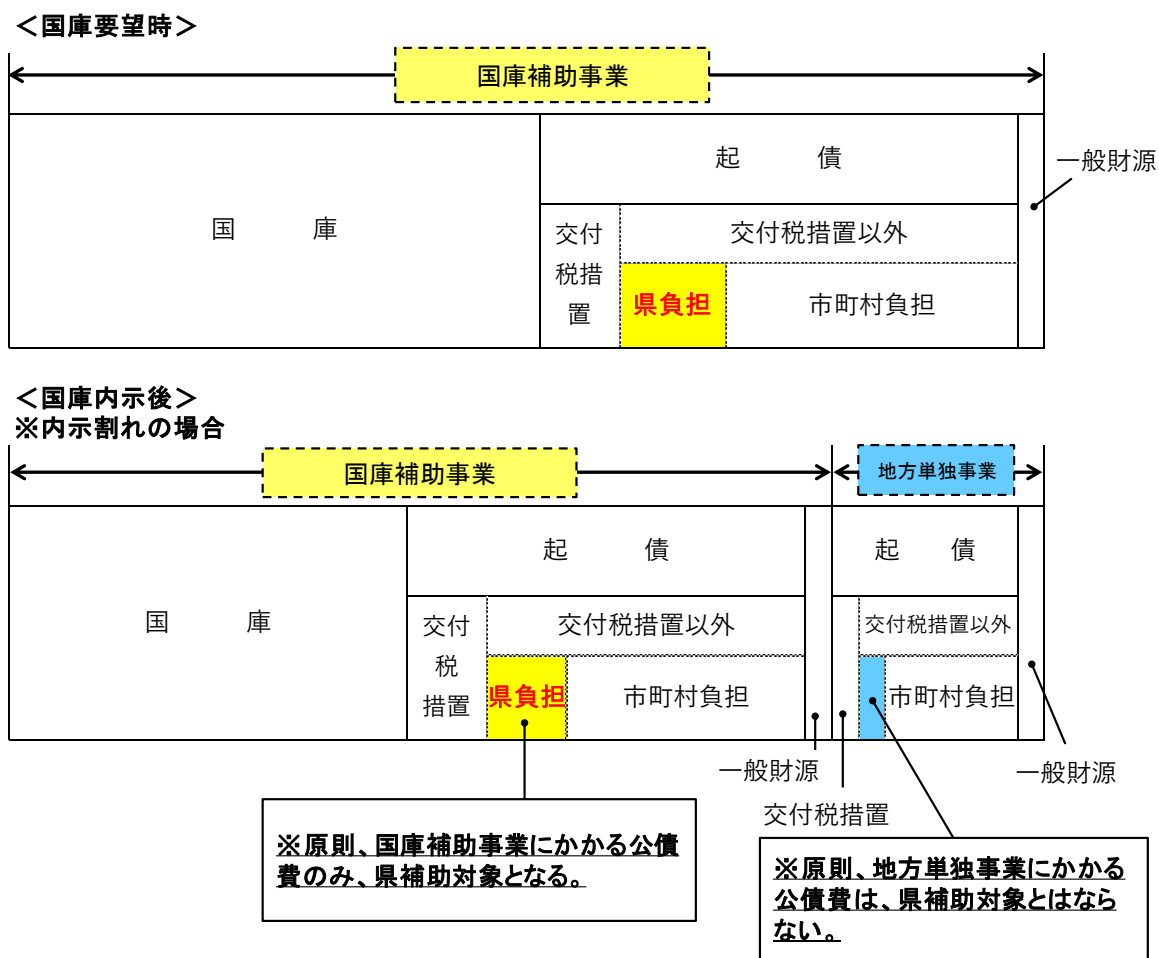 ＜国庫要望時＞
国庫補助事業
国　　庫
起　　債
一般財源
交付
税措
置
交付税措置以外
県負担
市町村負担
＜国庫内示後＞
※内示割れの場合
国庫補助事業
地方単独事業
国　　庫
起　　債
起　債
交付
税
措置
交付税措置以外
交付税措置以外
県負担
市町村負担
市町村負担
一般財源
交付税措置
一般財源
※原則、国庫補助事業にかかる公債
費のみ、県補助対象となる。
※原則、地方単独事業にかかる
公債費は、県補助対象とはなら
ない。